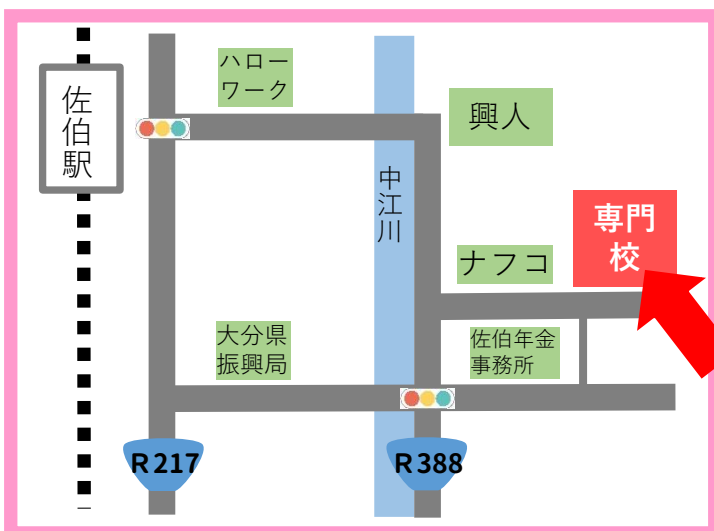 ハロー
ワーク
佐伯駅
興人
中江川
専門
校
ナフコ
大分県
振興局
佐伯年金
事務所
R217
R388